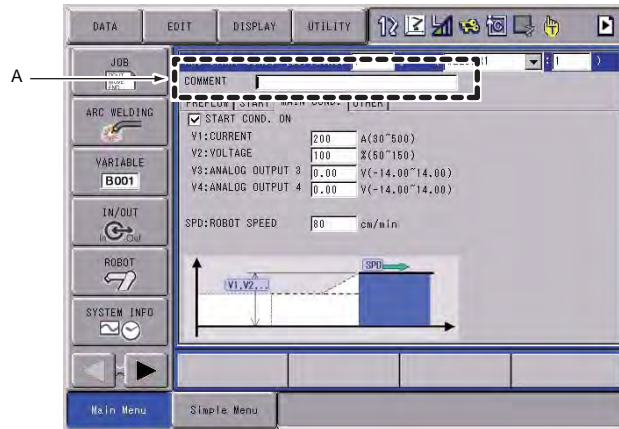 DATA EDIT DISPLAY UTILITY
A
JOB
COMMENT
PREFLOW START MAIN COND. OTHER
ARC WELDING
START COND. ON
V1:CURRENT 200 A(30~500)
V2:VOLTAGE 100 %(50~150)
V3:ANALOG OUTPUT 3 0.00 V(-14.00~14.00)
V4:ANALOG OUTPUT 4 0.00 V(-14.00~14.00)
VARIABLE
B001
SPD:ROBOT SPEED 80 cm/min
IN/OUT
In Out
ROBOT
SPD
V1,V2,..
SYSTEM INFO
Main Menu Simple Menu